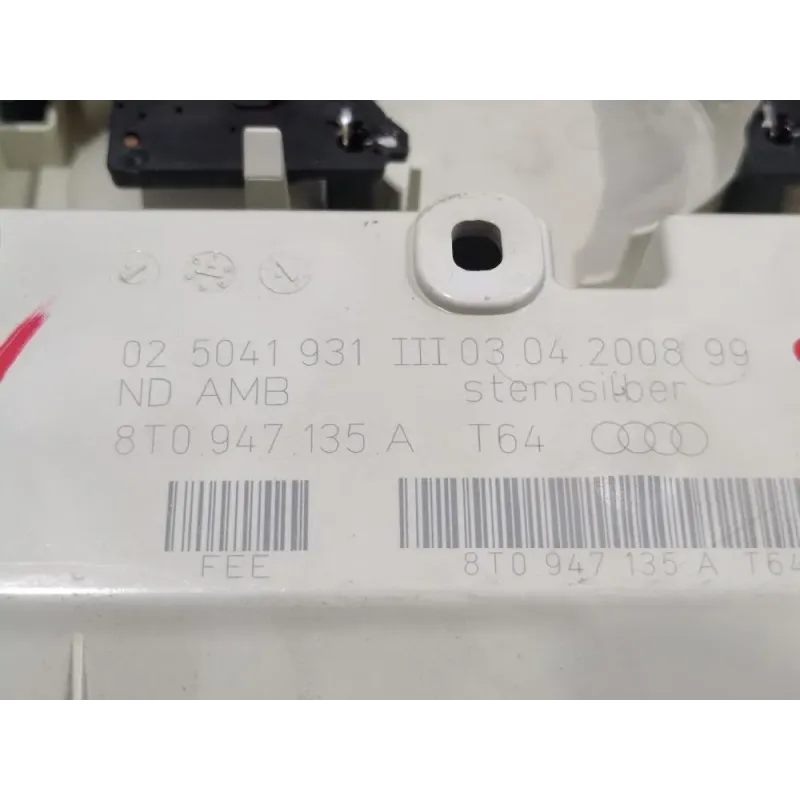 02 5041 931 III 03.04.2008 99
ND AMB sternsilber
8T0.947.135 A T64
FEE
8T0 947 135 A T64